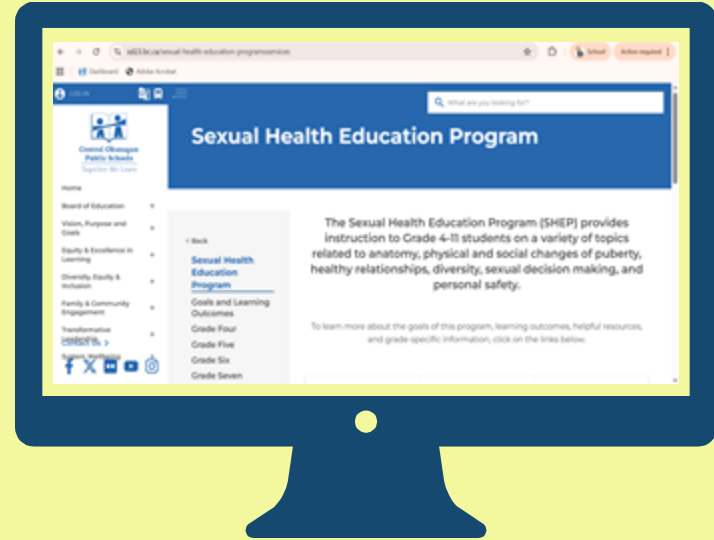 sd23.bc.ca/sexual-health-education-programservices
School
Action required
Dashboard
Adobe Acrobat
LOG IN
What are you looking for?
Sexual Health Education Program
Central Okanagan
Public Schools
Together We Learn
Home
Board of Education +
Vision, Purpose and
Goals +
Equity & Excellence in
Learning +
Diversity, Equity &
Inclusion +
Family & Community
Engagement +
Transformative
Leadership +
Contact Us >
System Wellbeing +
< Back
Sexual Health
Education
Program
Goals and Learning
Outcomes
Grade Four
Grade Five
Grade Six
Grade Seven
The Sexual Health Education Program (SHEP) provides
instruction to Grade 4-11 students on a variety of topics
related to anatomy, physical and social changes of puberty,
healthy relationships, diversity, sexual decision making, and
personal safety.
To learn more about the goals of this program, learning outcomes, helpful resources,
and grade-specific information, click on the links below.